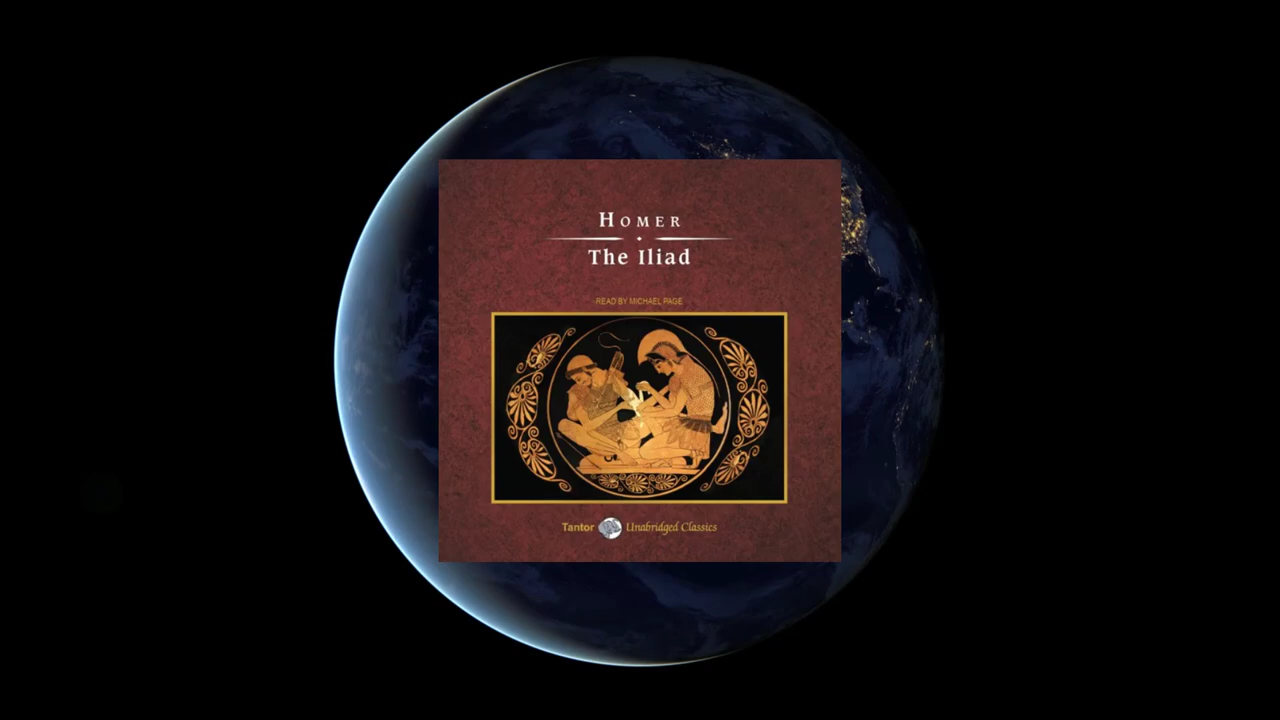 HOMER
The Iliad
READ BY MICHAEL PAGE
Tantor Unabridged Classics